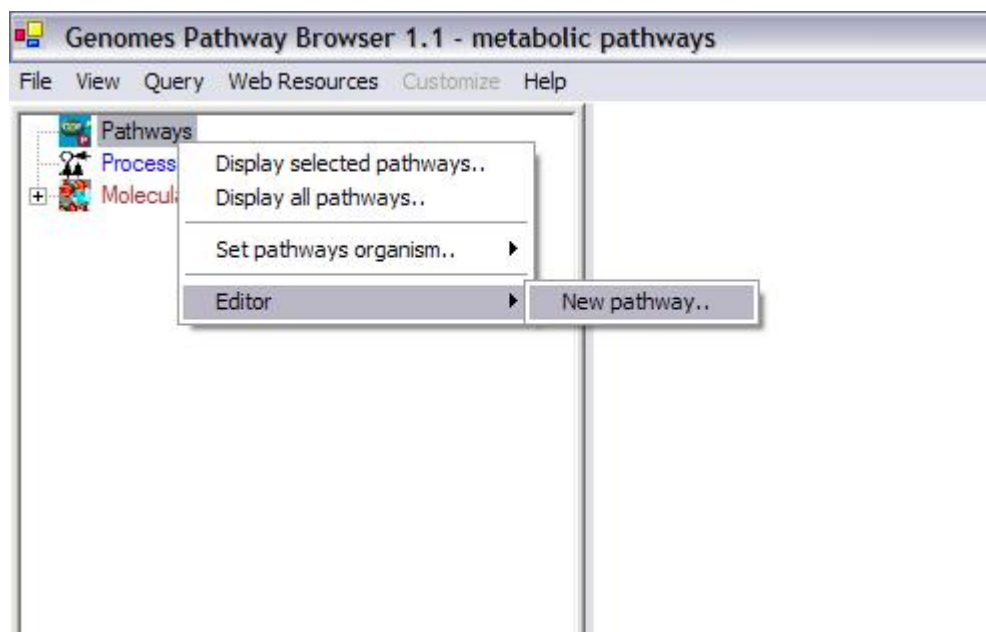 Genomes Pathway Browser 1.1 - metabolic pathways
File View Query Web Resources Customize Help
Pathways
Process
Display selected pathways..
Display all pathways..
Set pathways organism..
Editor
New pathway..